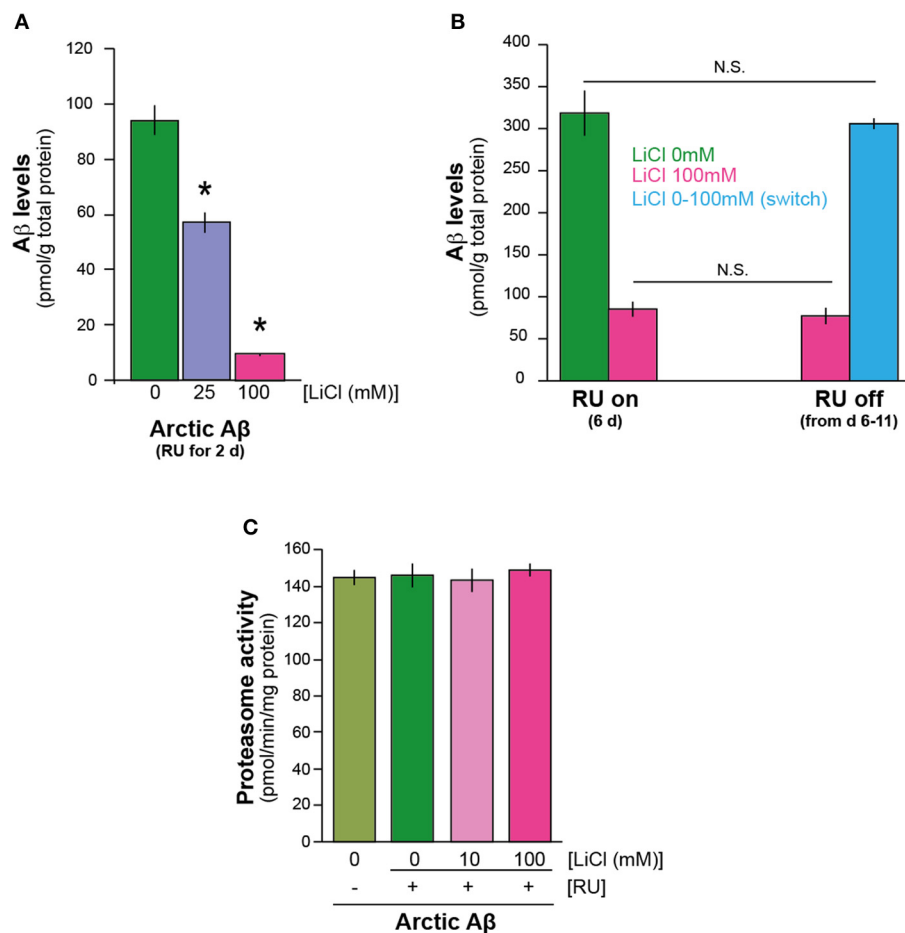 A
120
100
80
60
40
20
0
Aβ levels
(pmol/g total protein)
*
*
0 25 100 [LiCl (mM)]
Arctic Aβ
(RU for 2 d)
B
400
350
300
250
200
150
100
50
0
Aβ levels
(pmol/g total protein)
N.S.
LiCl 0mM
LiCl 100mM
LiCl 0-100mM (switch)
N.S.
RU on RU off
(6 d) (from d 6-11)
C
160
140
120
100
160
80
60
40
20
0
Proteasome activity
(pmol/min/mg protein)
0 0 10 100 [LiCl (mM)]
- + + + [RU]
Arctic Aβ